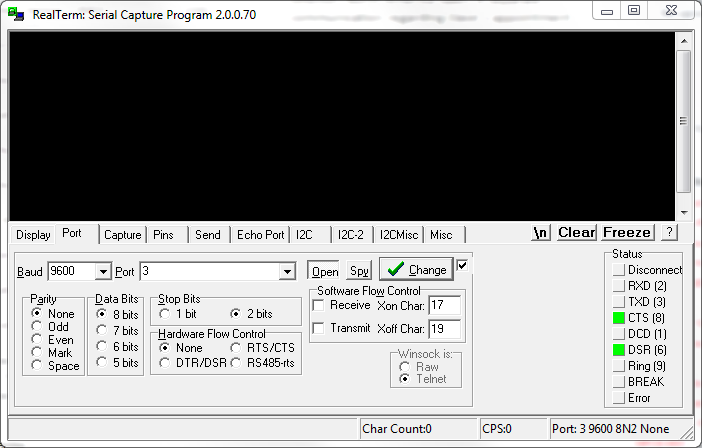 RealTerm: Serial Capture Program 2.0.0.70
Display Port Capture Pins Send Echo Port I2C I2C-2 I2CMisc Misc \n Clear Freeze ?
Baud 9600 Port 3 Open Spy Change
Parity
None
Odd
Even
Mark
Space
Data Bits
8 bits
7 bits
6 bits
5 bits
Stop Bits
1 bit 2 bits
Hardware Flow Control
None RTS/CTS
DTR/DSR RS485-rts
Software Flow Control
Receive Xon Char: 17
Transmit Xoff Char: 19
Winsock is:
Raw
Telnet
Status
Disconnect
RXD (2)
TXD (3)
CTS (8)
DCD (1)
DSR (6)
Ring (9)
BREAK
Error
Char Count:0 CPS:0 Port: 3 9600 8N2 None